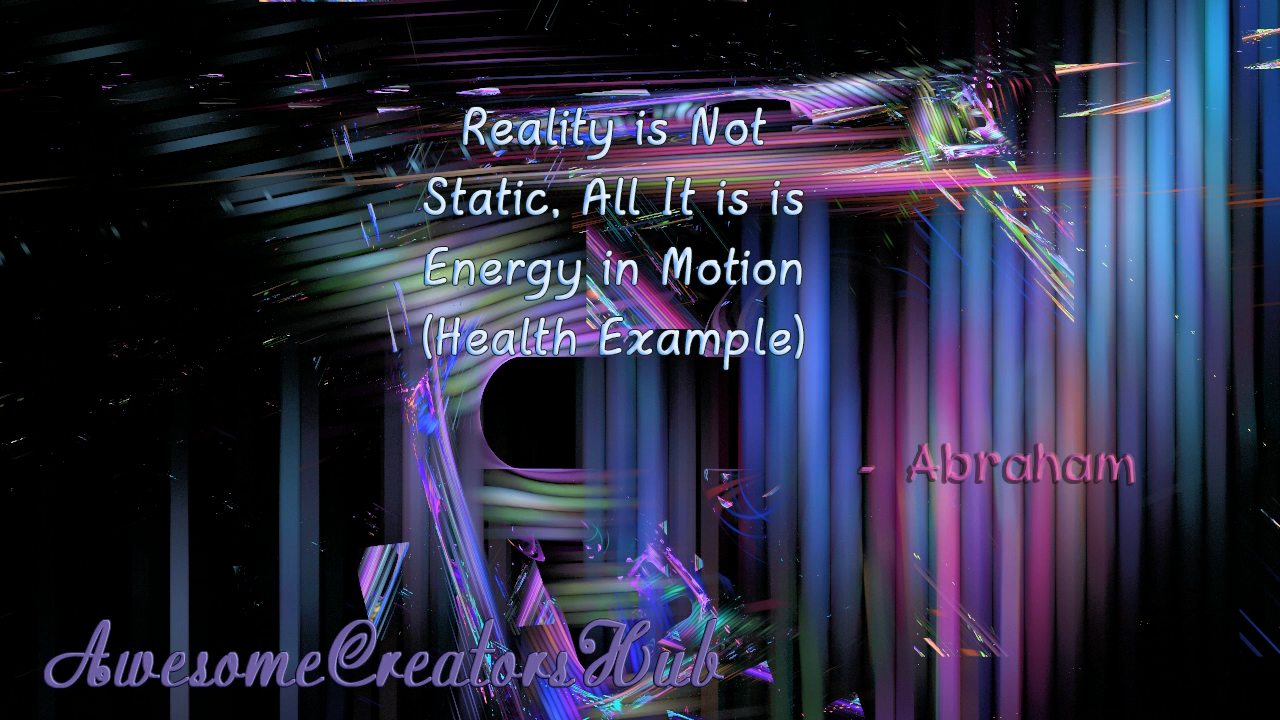 Reality is Not
Static, All It is is
Energy in Motion
(Health Example)
- Abraham
AwesomeCreatorsHub